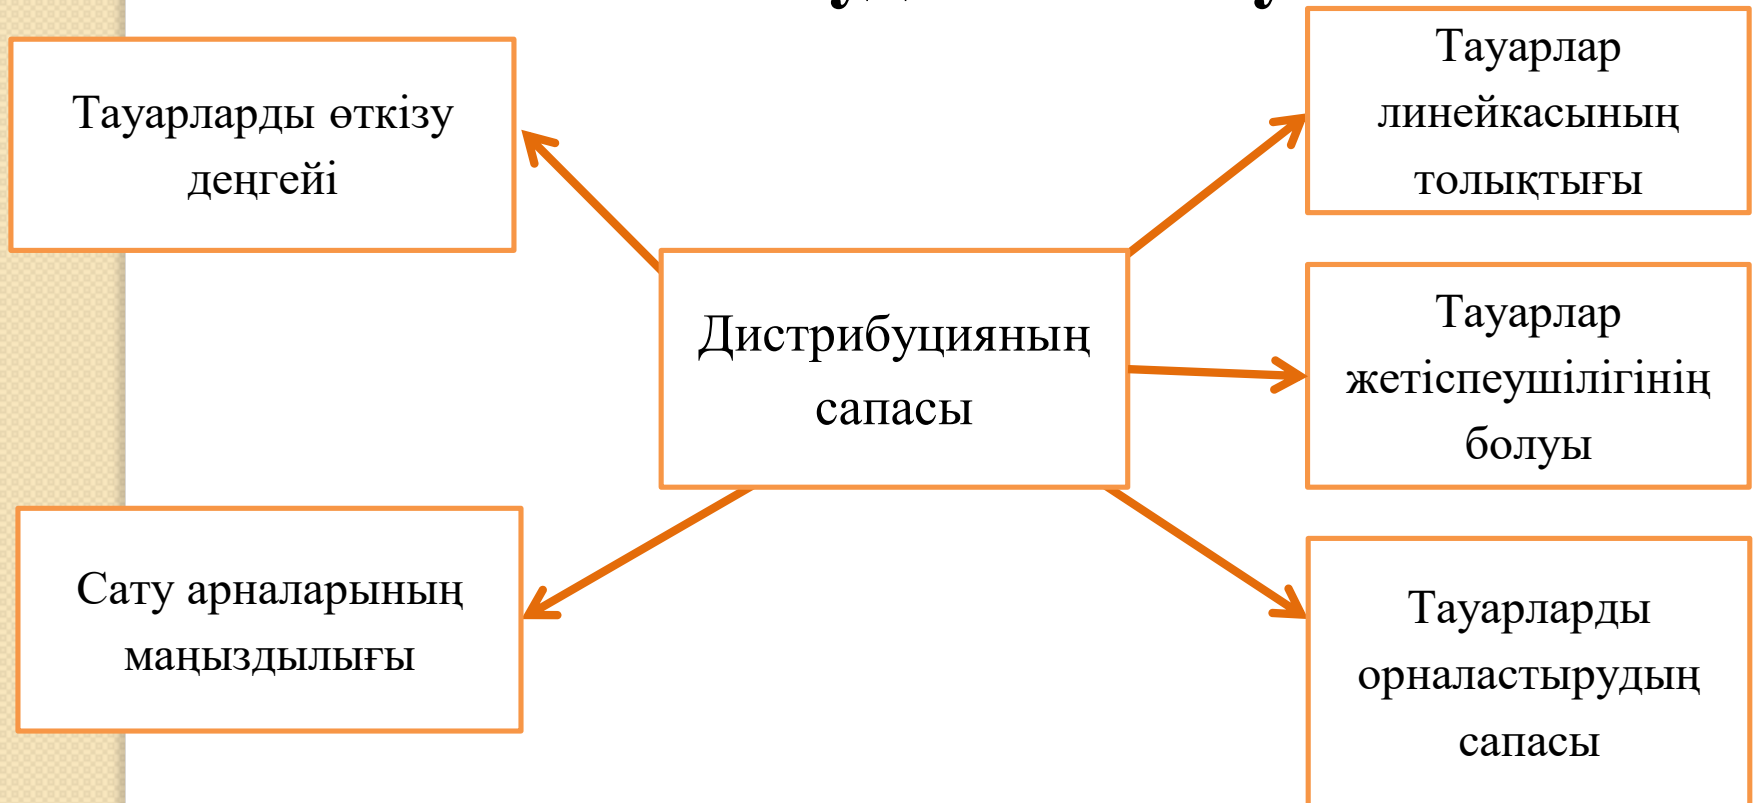 Тауарларды өткізу
деңгейі
Тауарлар
линейкасының
толықтығы
Дистрибуцияның
сапасы
Тауарлар
жетіспеушілігінің
болуы
Сату арналарының
маңыздылығы
Тауарларды
орналастырудың
сапасы